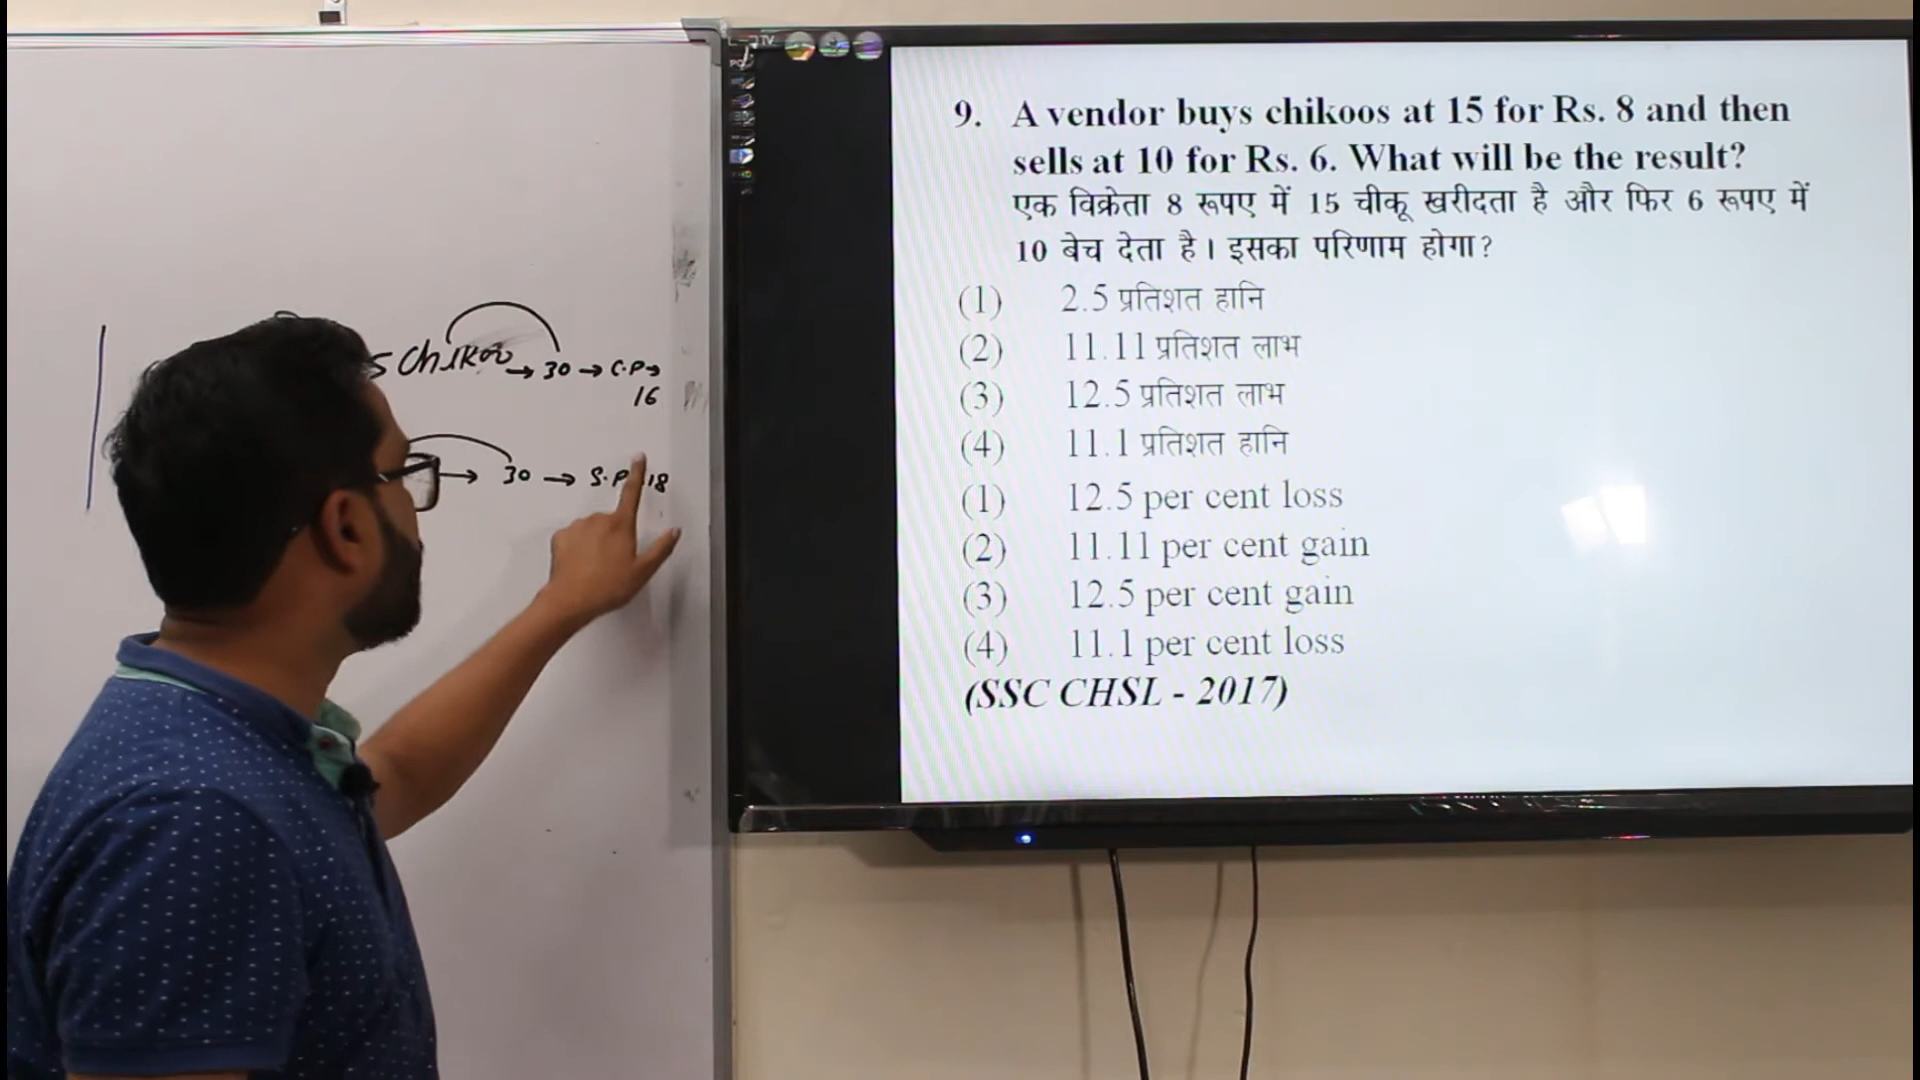 Chikoo → 30 → C.P →
16
→ 30 → S.P 18
TV
9. A vendor buys chikoos at 15 for Rs. 8 and then
sells at 10 for Rs. 6. What will be the result?
एक विक्रेता 8 रूपए में 15 चीकू खरीदता है और फिर 6 रूपए में
10 बेच देता है। इसका परिणाम होगा?
(1) 2.5 प्रतिशत हानि
(2) 11.11 प्रतिशत लाभ
(3) 12.5 प्रतिशत लाभ
(4) 11.1 प्रतिशत हानि
(1) 12.5 per cent loss
(2) 11.11 per cent gain
(3) 12.5 per cent gain
(4) 11.1 per cent loss
(SSC CHSL - 2017)